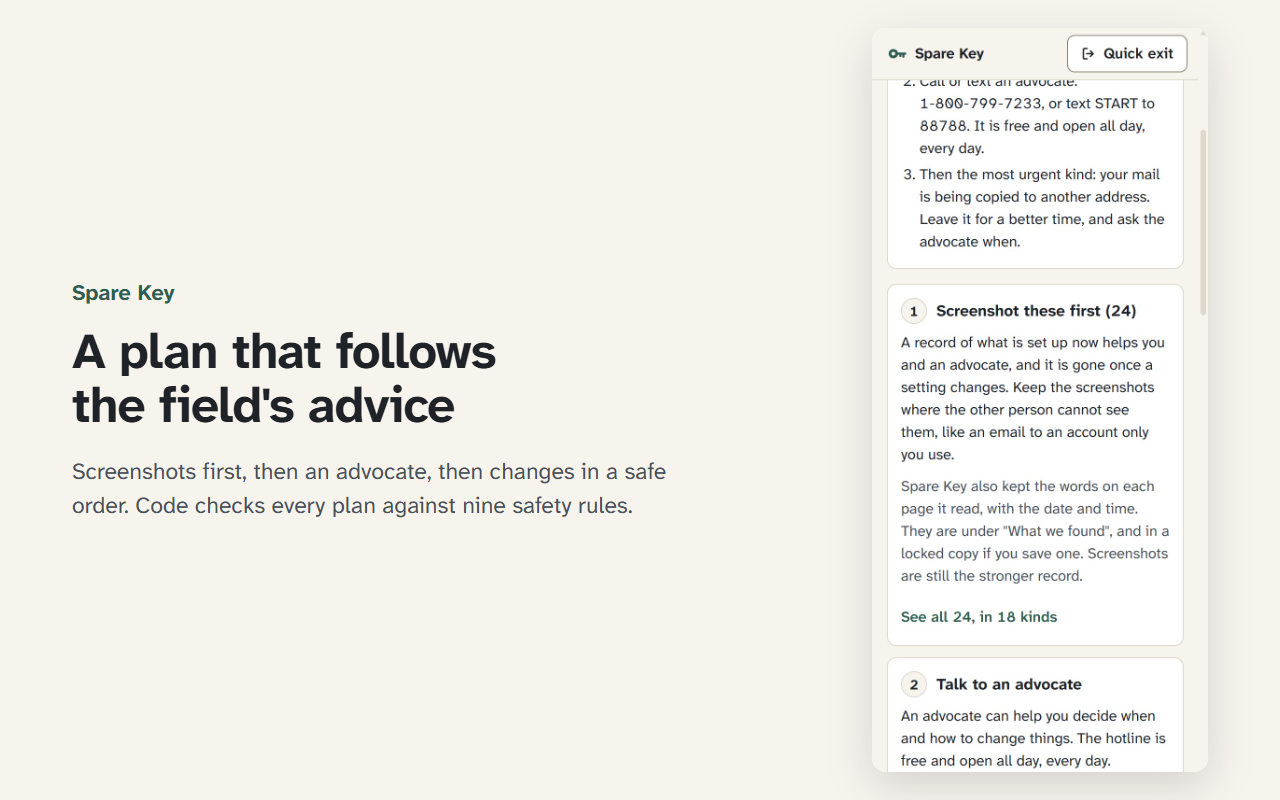 Spare Key
A plan that follows
the field's advice
Screenshots first, then an advocate, then changes in a safe
order. Code checks every plan against nine safety rules.
Spare Key
Quick exit
2. Call or text an advocate.
1-800-799-7233, or text START to
88788. It is free and open all day,
every day.
3. Then the most urgent kind: your mail
is being copied to another address.
Leave it for a better time, and ask the
advocate when.
1 Screenshot these first (24)
A record of what is set up now helps you
and an advocate, and it is gone once a
setting changes. Keep the screenshots
where the other person cannot see
them, like an email to an account only
you use.
Spare Key also kept the words on each
page it read, with the date and time.
They are under "What we found", and in a
locked copy if you save one. Screenshots
are still the stronger record.
See all 24, in 18 kinds
2 Talk to an advocate
An advocate can help you decide when
and how to change things. The hotline is
free and open all day, every day.